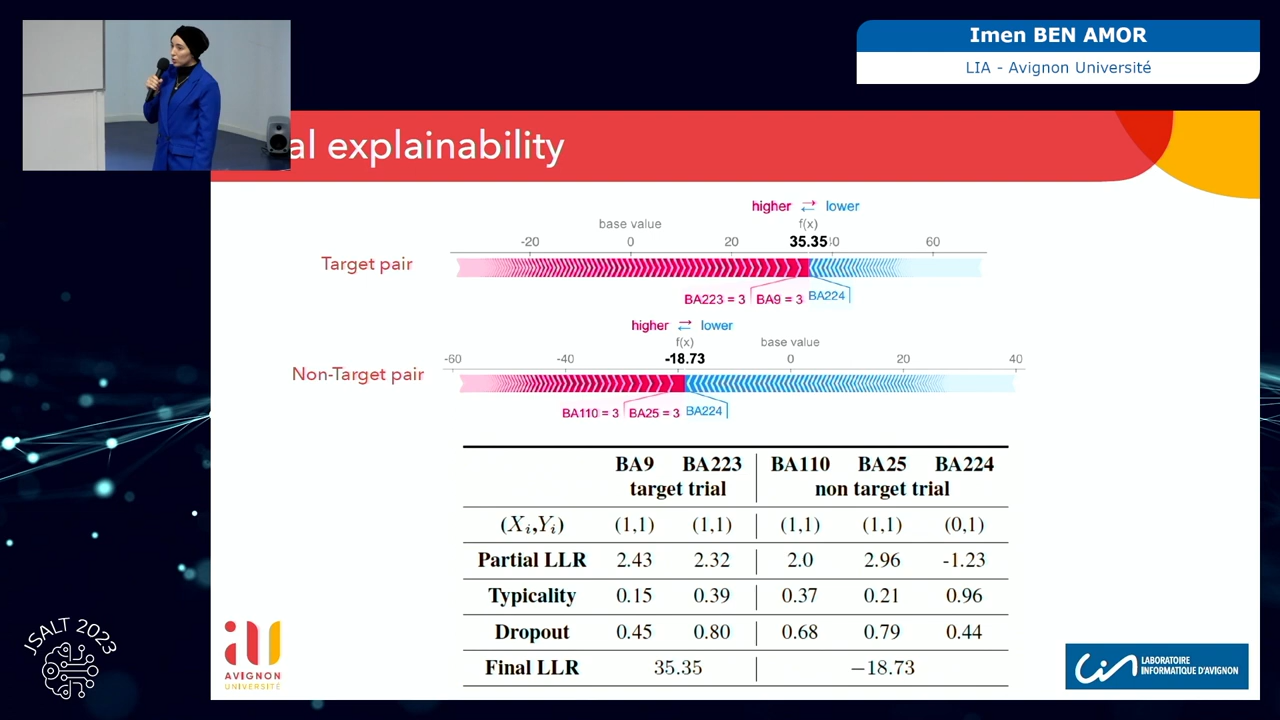 Imen BEN AMOR
LIA - Avignon Université
al explainability
higher lower
base value f(x)
-20 0 20 35.35 40 60
Target pair
BA223 = 3 BA9 = 3 BA224
higher lower
f(x) base value
-60 -40 -18.73 0 20 40
Non-Target pair
BA110 = 3 BA25 = 3 BA224
BA9 BA223 BA110 BA25 BA224
target trial non target trial
(Xi,Yi) (1,1) (1,1) (1,1) (1,1) (0,1)
Partial LLR 2.43 2.32 2.0 2.96 -1.23
Typicality 0.15 0.39 0.37 0.21 0.96
Dropout 0.45 0.80 0.68 0.79 0.44
Final LLR 35.35 −18.73
JSALT 2023
AVIGNON
UNIVERSITÉ
LIA
LABORATOIRE
INFORMATIQUE D'AVIGNON